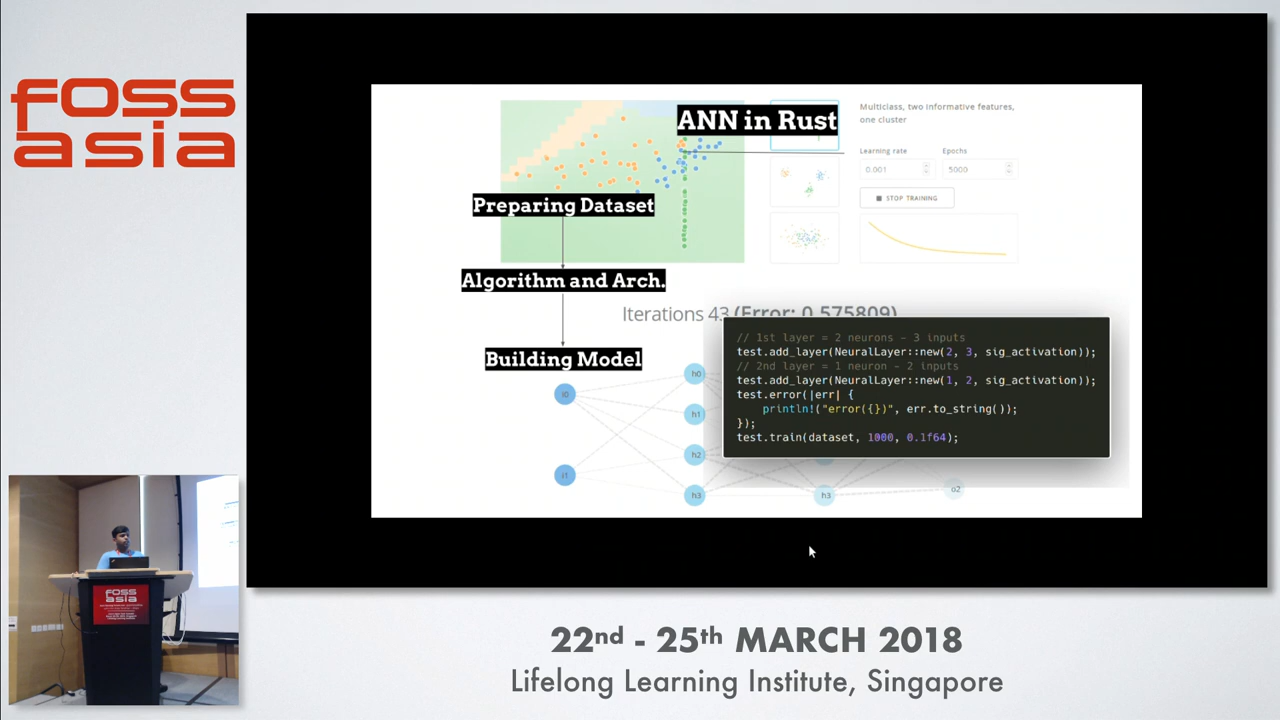 foss
asia
ANN in Rust
Multiclass, two informative features,
one cluster
Learning rate
Epochs
0.001
5000
STOP TRAINING
Preparing Dataset
Algorithm and Arch.
Building Model
Iterations 43 (Error: 0.575809)
// 1st layer = 2 neurons - 3 inputs
test.add_layer(NeuralLayer::new(2, 3, sig_activation));
// 2nd layer = 1 neuron - 2 inputs
test.add_layer(NeuralLayer::new(1, 2, sig_activation));
test.error(|err| {
println!("error({})", err.to_string());
});
test.train(dataset, 1000, 0.1f64);
i0
h0
h1
h2
i1
h3
h3
o2
foss
asia
22nd - 25th MARCH 2018
Lifelong Learning Institute, Singapore